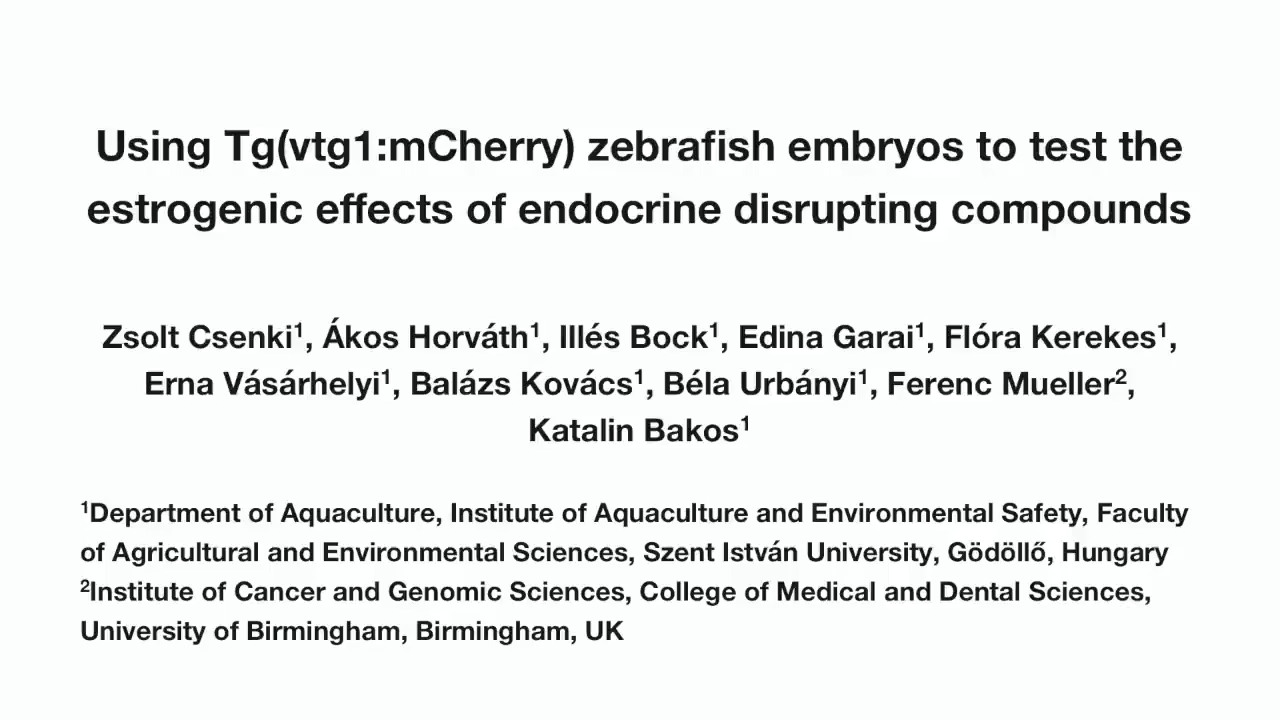 Using Tg(vtg1:mCherry) zebrafish embryos to test the
estrogenic effects of endocrine disrupting compounds
Zsolt Csenki¹, Ákos Horváth¹, Illés Bock¹, Edina Garai¹, Flóra Kerekes¹,
Erna Vásárhelyi¹, Balázs Kovács¹, Béla Urbányi¹, Ferenc Mueller²,
Katalin Bakos¹
¹Department of Aquaculture, Institute of Aquaculture and Environmental Safety, Faculty
of Agricultural and Environmental Sciences, Szent István University, Gödöllő, Hungary
²Institute of Cancer and Genomic Sciences, College of Medical and Dental Sciences,
University of Birmingham, Birmingham, UK